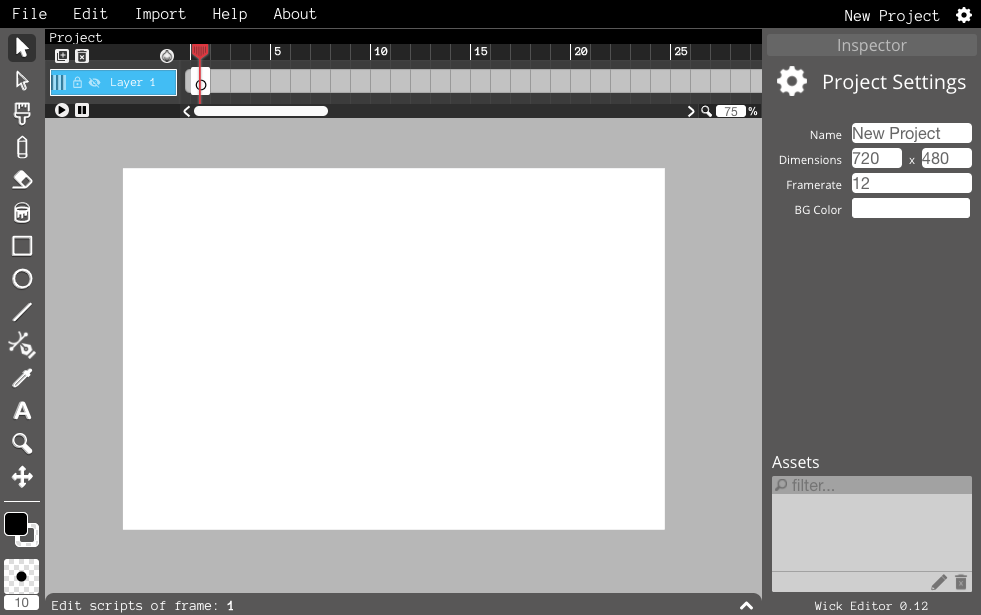 File Edit Import Help About New Project
Project
5 10 15 20 25
Layer 1
75 %
Inspector
Project Settings
Name New Project
Dimensions 720 x 480
Framerate 12
BG Color
A
Assets
filter...
10
Edit scripts of frame: 1
Wick Editor 0.12